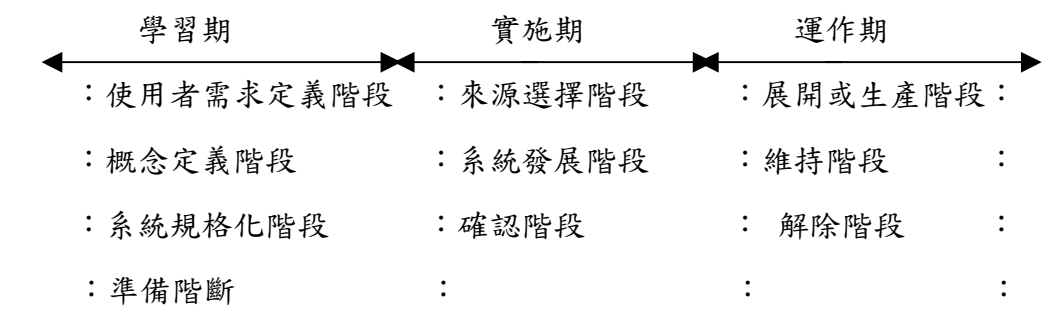 學習期 實施期 運作期
：使用者需求定義階段 ：來源選擇階段 ：展開或生產階段：
：概念定義階段 ：系統發展階段 ：維持階段 ：
：系統規格化階段 ：確認階段 ： 解除階段 ：
：準備階斷 ： ： ：